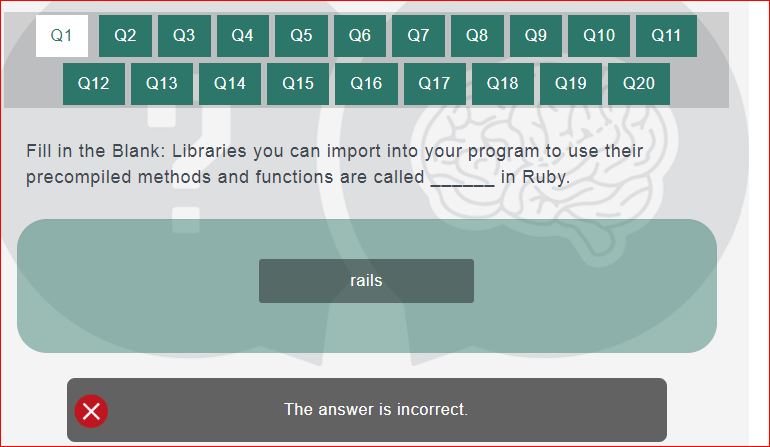 Q1 Q2 Q3 Q4 Q5 Q6 Q7 Q8 Q9 Q10 Q11
Q12 Q13 Q14 Q15 Q16 Q17 Q18 Q19 Q20
Fill in the Blank: Libraries you can import into your program to use their
precompiled methods and functions are called ______ in Ruby.
rails
The answer is incorrect.